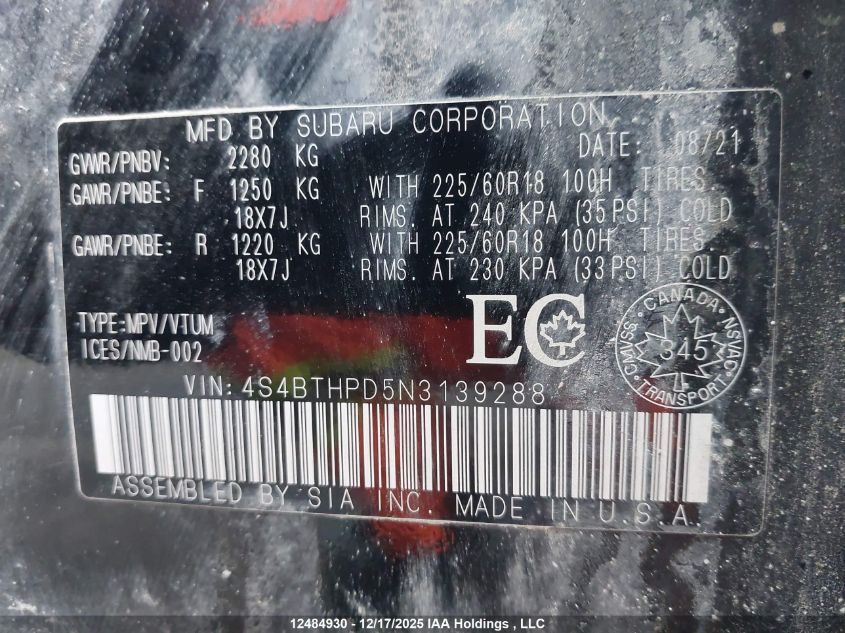 MFD BY SUBARU CORPORATION DATE: 08/21
GVWR/PNBV: 2280 KG
GAWR/PNBE: F 1250 KG WITH 225/60R18 100H TIRES.
18X7J RIMS. AT 240 KPA (35PSI) COLD
GAWR/PNBE: R 1220 KG WITH 225/60R18 100H TIRES
18X7J RIMS. AT 230 KPA (33PSI) COLD
TYPE:MPV/VTUM
ICES/NMB-002
EC
CANADA
CMVSS · NSVAC
345
TRANSPORT
VIN:4S4BTHPD5N3139288
ASSEMBLED BY SIA INC. MADE IN U.S.A.
12484930 - 12/17/2025 IAA Holdings , LLC